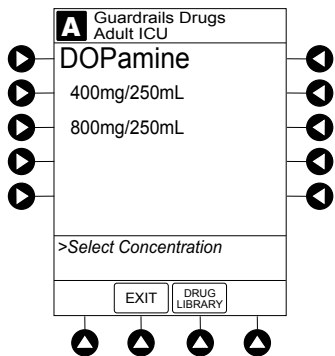 A Guardrails Drugs
Adult ICU
DOPamine
400mg/250mL
800mg/250mL
>Select Concentration
EXIT
DRUG
LIBRARY